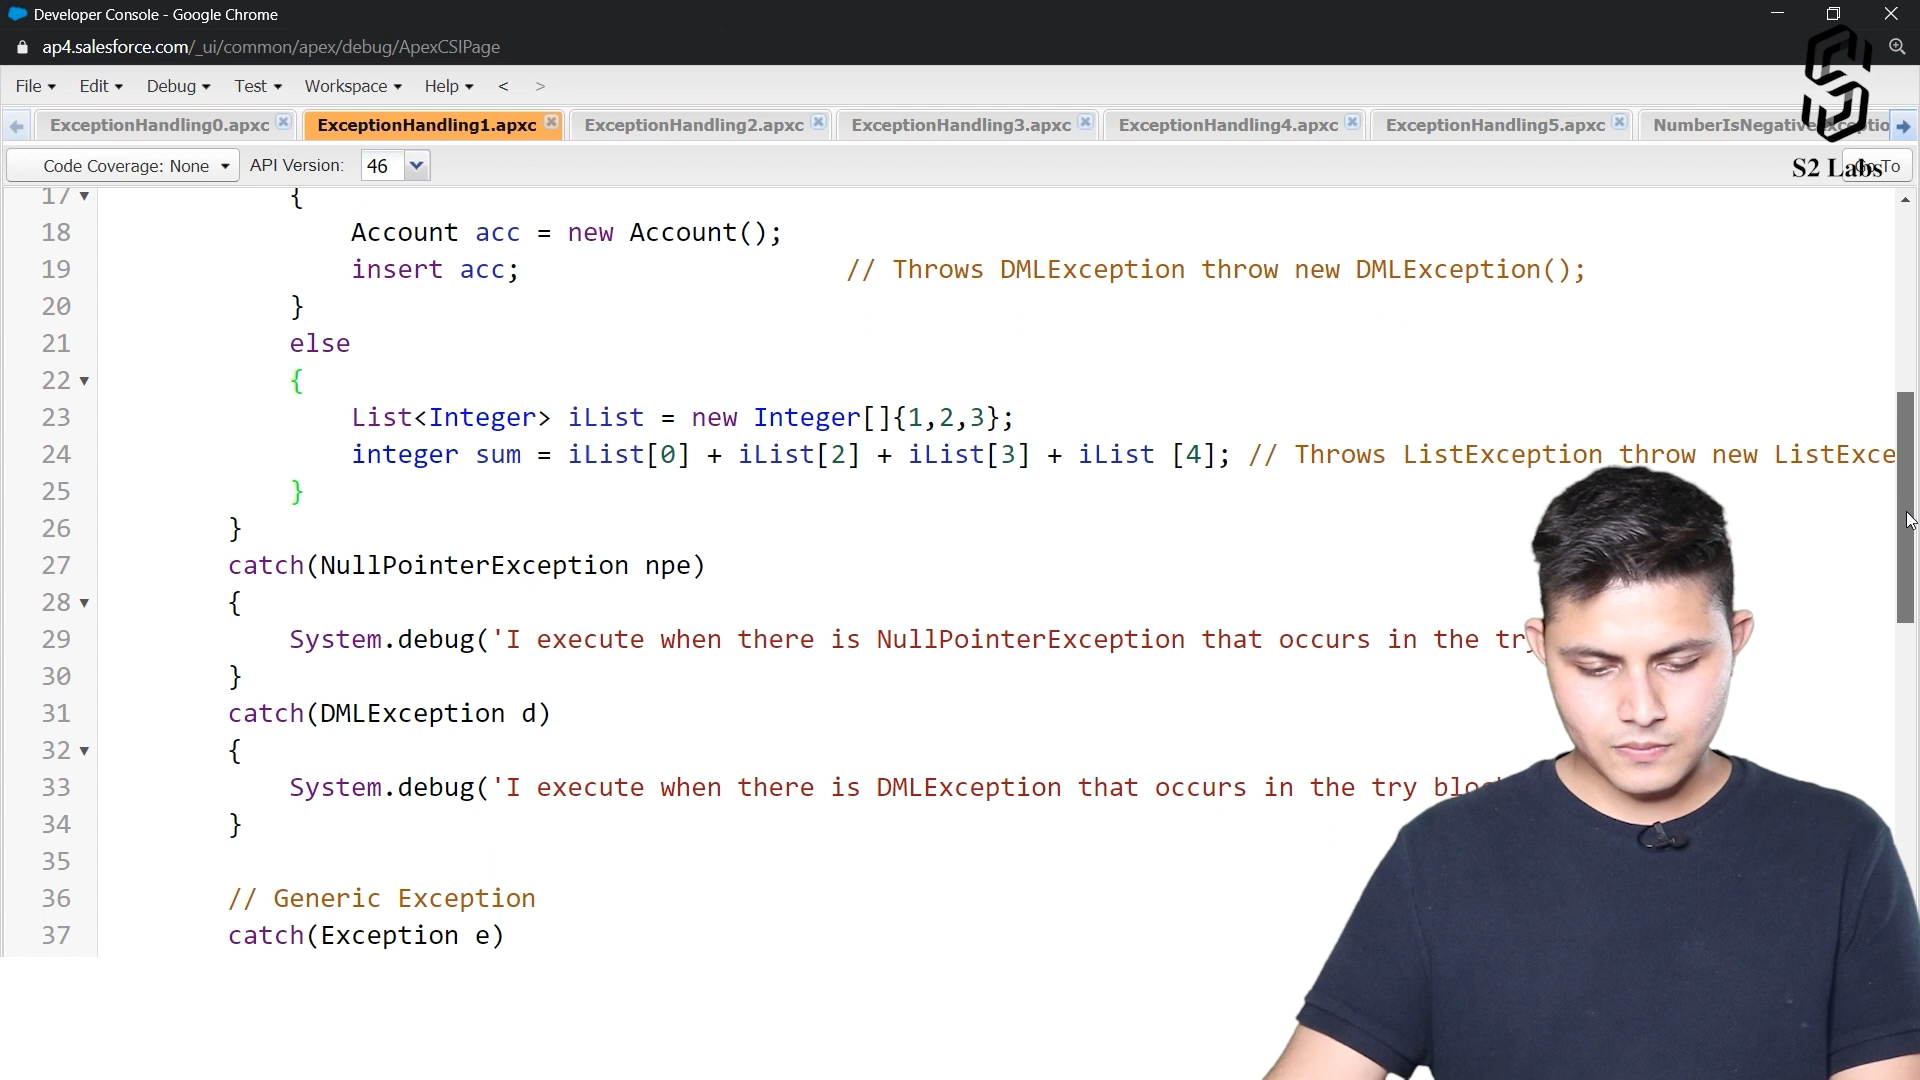 Developer Console - Google Chrome
ap4.salesforce.com/_ui/common/apex/debug/ApexCSIPage
File Edit Debug Test Workspace Help < >
ExceptionHandling0.apxc ExceptionHandling1.apxc ExceptionHandling2.apxc ExceptionHandling3.apxc ExceptionHandling4.apxc ExceptionHandling5.apxc
Code Coverage: None API Version: 46 To
S2 Labs
17 {
18 Account acc = new Account();
19 insert acc; // Throws DMLException throw new DMLException();
20 }
21 else
22 {
23 List<Integer> iList = new Integer[]{1,2,3};
24 integer sum = iList[0] + iList[2] + iList[3] + iList [4]; // Throws ListException throw new ListExce
25 }
26 }
27 catch(NullPointerException npe)
28 {
29 System.debug('I execute when there is NullPointerException that occurs in the
30 }
31 catch(DMLException d)
32 {
33 System.debug('I execute when there is DMLException that occurs in the try
34 }
35
36 // Generic Exception
37 catch(Exception e)